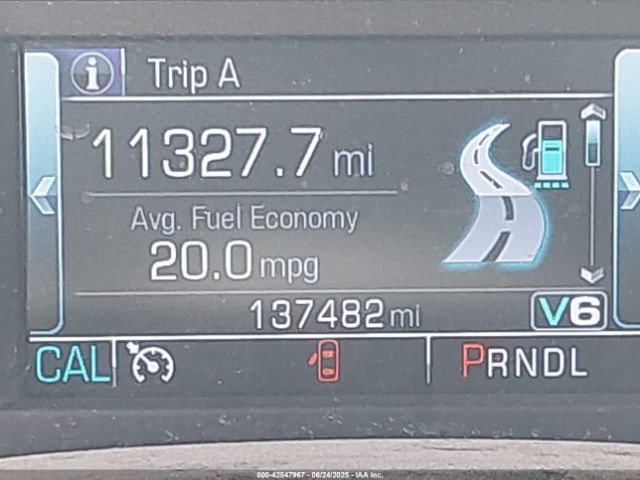 i Trip A
11327.7 mi
Avg. Fuel Economy
20.0 mpg
137482 mi V6
CAL PRNDL
000-42547967 - 06/24/2025 - IAA Inc.